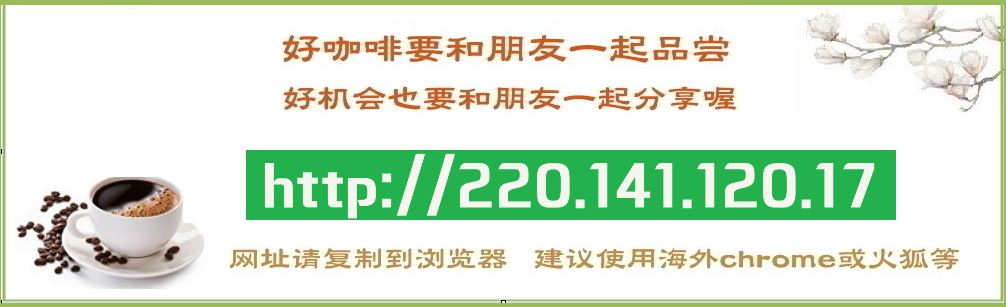 好咖啡要和朋友一起品尝
好机会也要和朋友一起分享喔
http://220.141.120.17
网址请复制到浏览器 建议使用海外chrome或火狐等